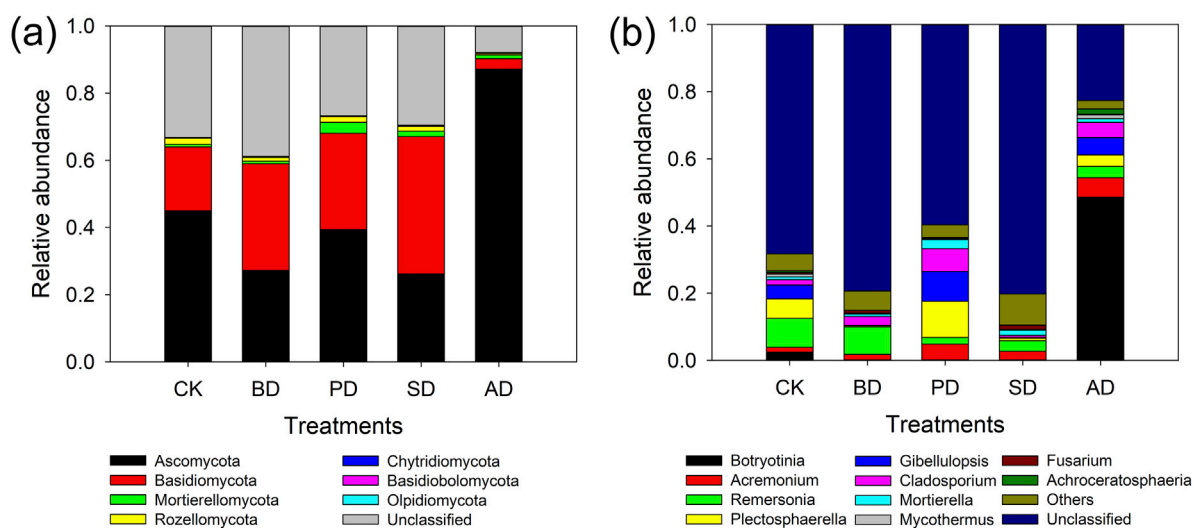 (a)
Relative abundance
1.0
0.8
0.6
0.4
0.2
0.0
CK BD PD SD AD
Treatments
Ascomycota Chytridiomycota
Basidiomycota Basidiobolomycota
Mortierellomycota Olpidiomycota
Rozellomycota Unclassified
(b)
Relative abundance
1.0
0.8
0.6
0.4
0.2
0.0
CK BD PD SD AD
Treatments
Botryotinia Gibellulopsis Fusarium
Acremonium Cladosporium Achroceratosphaeria
Remersonia Mortierella Others
Plectosphaerella Mycothermus Unclassified